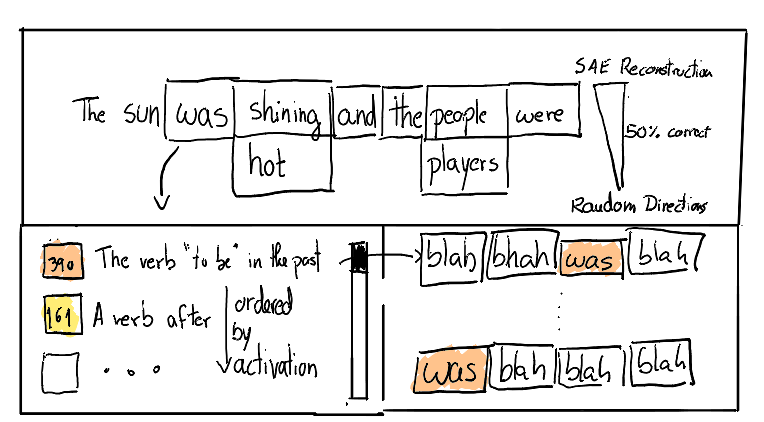 SAE Reconstruction
The sun was shining and the people were
50% correct
hot players
Random Directions
390 The verb "to be" in the past
161 A verb after
ordered
by
activation
blah bhah was blah
was blah blah blah